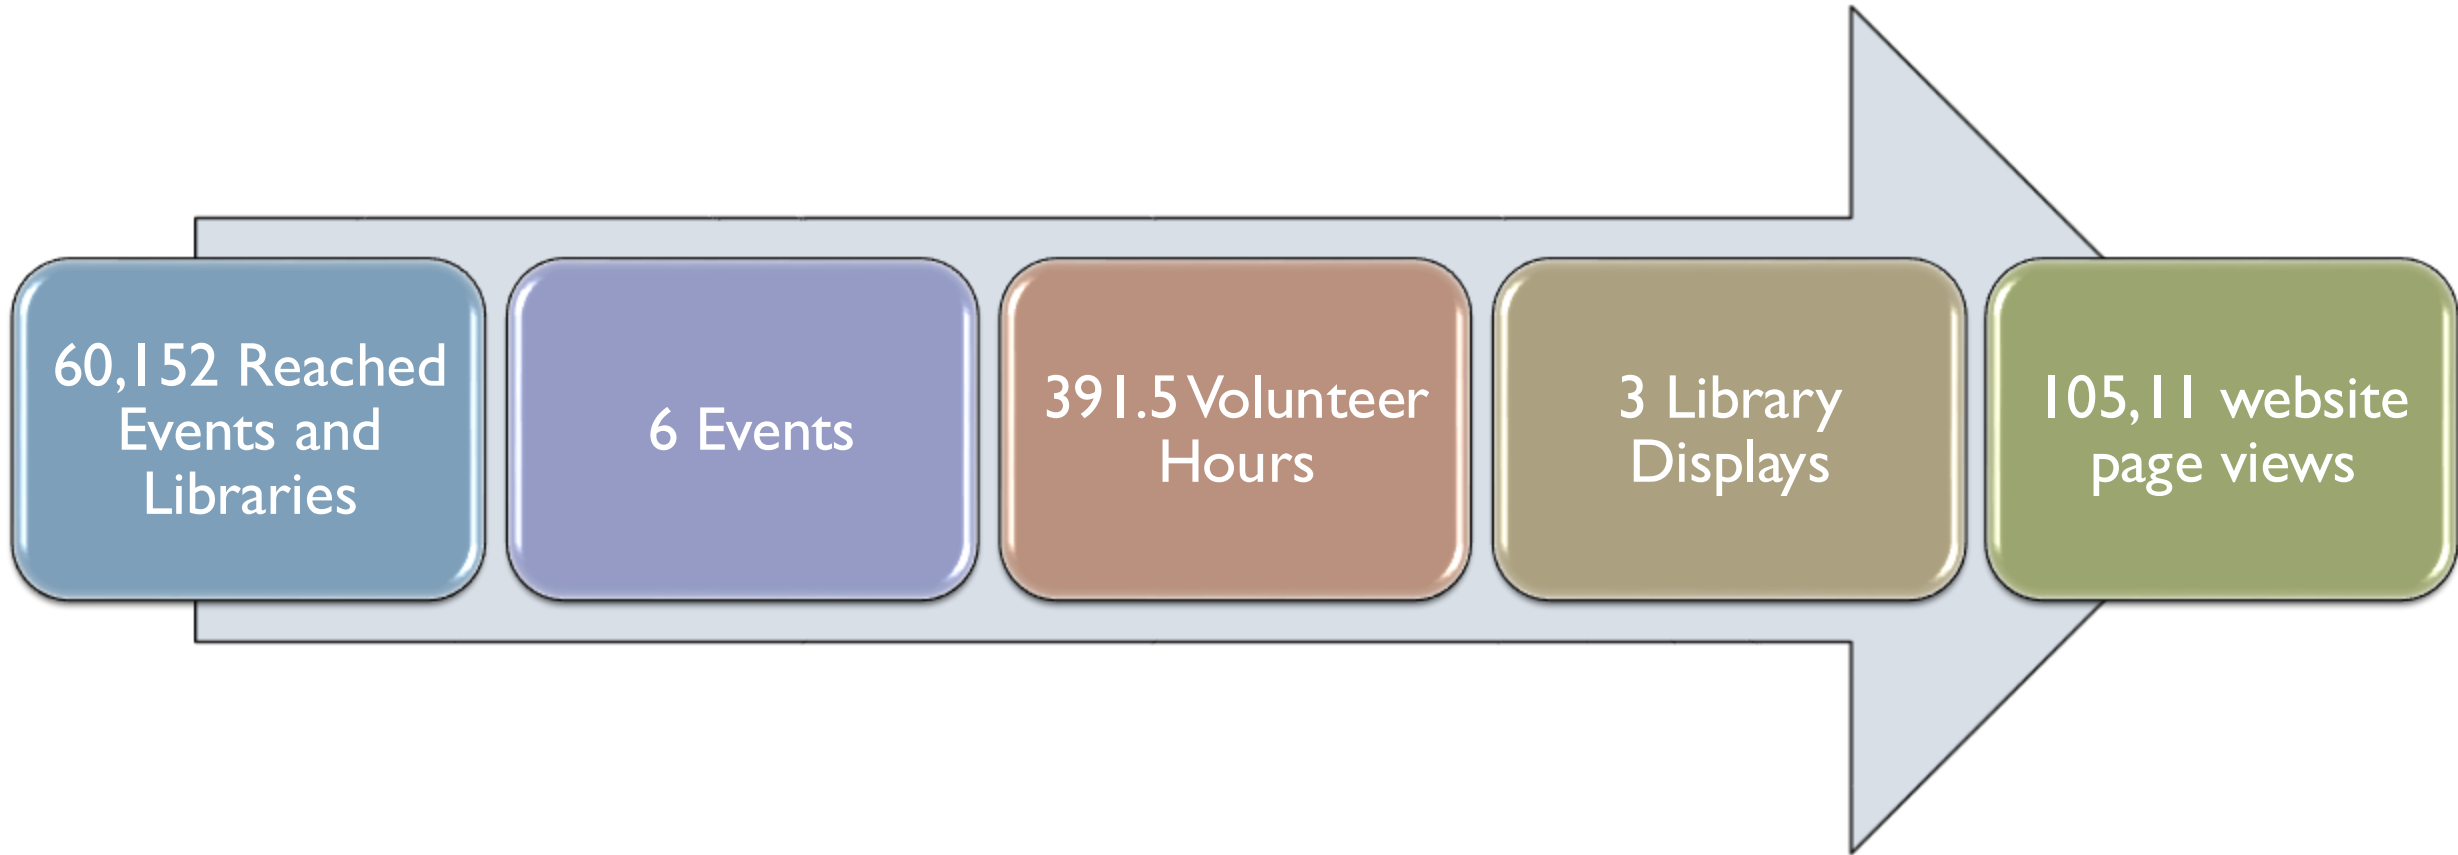 60,152 Reached
Events and
Libraries
6 Events
391.5 Volunteer
Hours
3 Library
Displays
105,11 website
page views